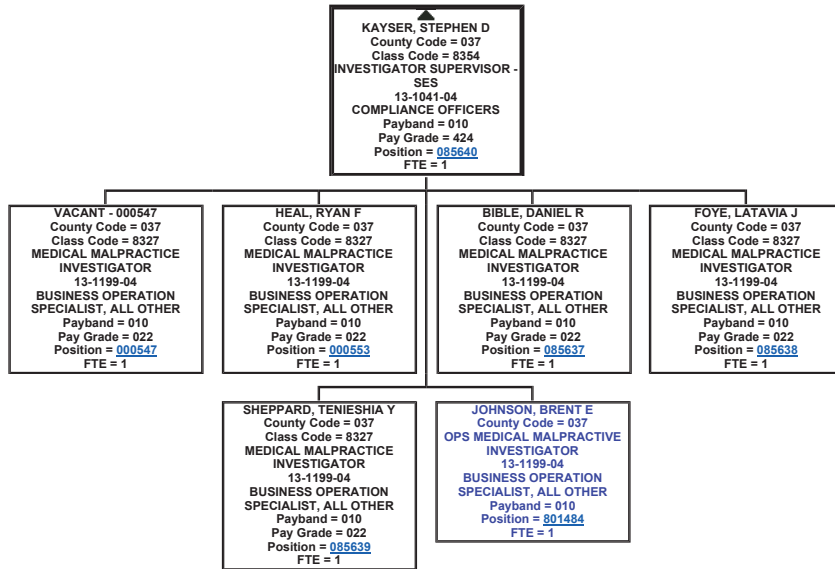 KAYSER, STEPHEN D
County Code = 037
Class Code = 8354
INVESTIGATOR SUPERVISOR -
SES
13-1041-04
COMPLIANCE OFFICERS
Payband = 010
Pay Grade = 424
Position = 085640
FTE = 1
VACANT - 000547
County Code = 037
Class Code = 8327
MEDICAL MALPRACTICE
INVESTIGATOR
13-1199-04
BUSINESS OPERATION
SPECIALIST, ALL OTHER
Payband = 010
Pay Grade = 022
Position = 000547
FTE = 1
HEAL, RYAN F
County Code = 037
Class Code = 8327
MEDICAL MALPRACTICE
INVESTIGATOR
13-1199-04
BUSINESS OPERATION
SPECIALIST, ALL OTHER
Payband = 010
Pay Grade = 022
Position = 000553
FTE = 1
BIBLE, DANIEL R
County Code = 037
Class Code = 8327
MEDICAL MALPRACTICE
INVESTIGATOR
13-1199-04
BUSINESS OPERATION
SPECIALIST, ALL OTHER
Payband = 010
Pay Grade = 022
Position = 085637
FTE = 1
FOYE, LATAVIA J
County Code = 037
Class Code = 8327
MEDICAL MALPRACTICE
INVESTIGATOR
13-1199-04
BUSINESS OPERATION
SPECIALIST, ALL OTHER
Payband = 010
Pay Grade = 022
Position = 085638
FTE = 1
SHEPPARD, TENIESHIA Y
County Code = 037
Class Code = 8327
MEDICAL MALPRACTICE
INVESTIGATOR
13-1199-04
BUSINESS OPERATION
SPECIALIST, ALL OTHER
Payband = 010
Pay Grade = 022
Position = 085639
FTE = 1
JOHNSON, BRENT E
County Code = 037
OPS MEDICAL MALPRACTIVE
INVESTIGATOR
13-1199-04
BUSINESS OPERATION
SPECIALIST, ALL OTHER
Payband = 010
Position = 801484
FTE = 1